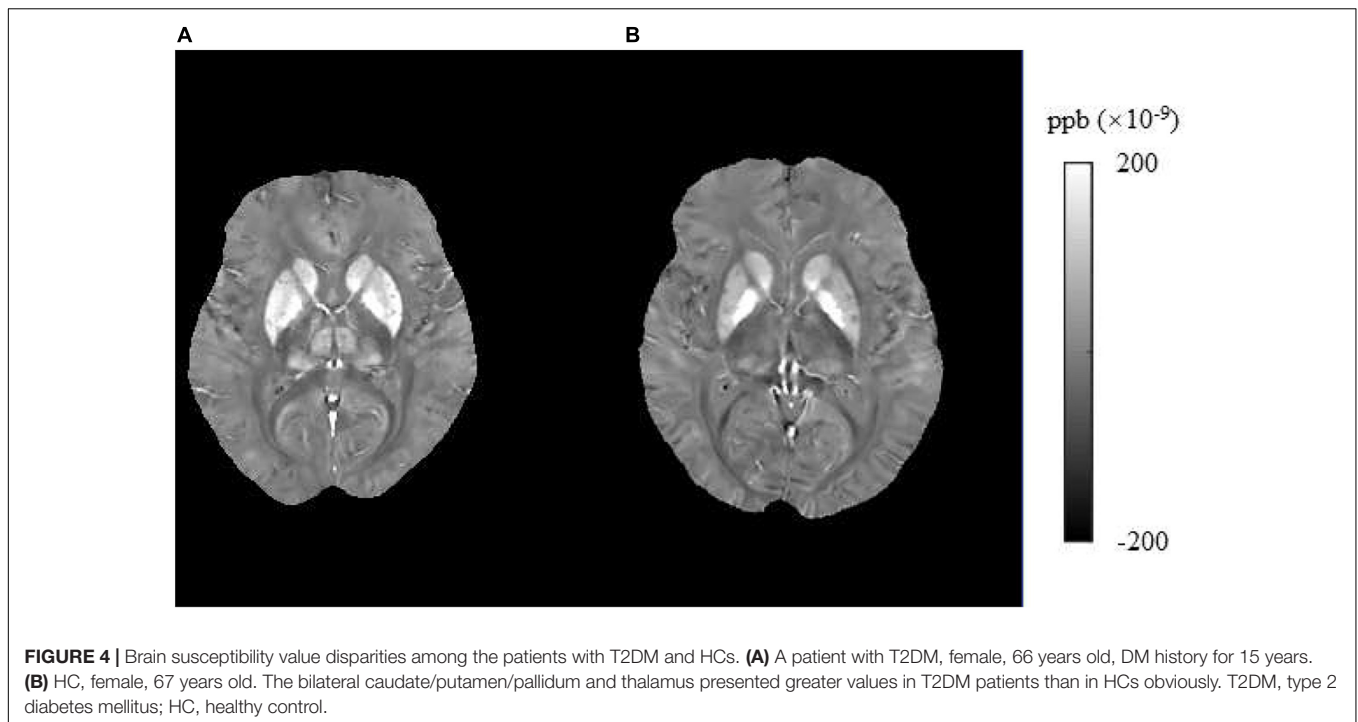 A
B
ppb (×10⁻⁹)
200
-200
FIGURE 4 | Brain susceptibility value disparities among the patients with T2DM and HCs. (A) A patient with T2DM, female, 66 years old, DM history for 15 years.
(B) HC, female, 67 years old. The bilateral caudate/putamen/pallidum and thalamus presented greater values in T2DM patients than in HCs obviously. T2DM, type 2
diabetes mellitus; HC, healthy control.